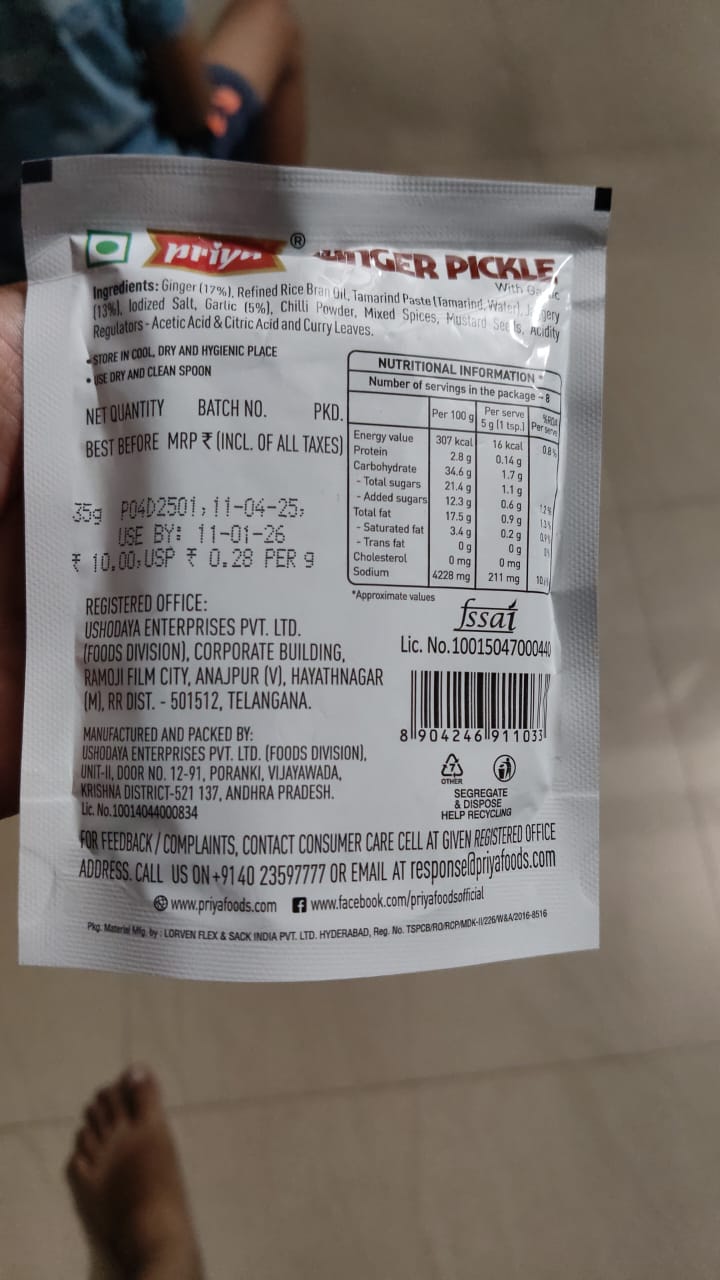 priya ®
GINGER PICKLE
With Garlic
Ingredients: Ginger (17%), Refined Rice Bran Oil, Tamarind Paste (Tamarind, Water), Jaggery
(13%), Iodized Salt, Garlic (5%), Chilli Powder, Mixed Spices, Mustard Seeds, Acidity
Regulators - Acetic Acid & Citric Acid and Curry Leaves.
• STORE IN COOL, DRY AND HYGIENIC PLACE
• USE DRY AND CLEAN SPOON
NET QUANTITY BATCH NO. PKD.
BEST BEFORE MRP ₹ (INCL. OF ALL TAXES)
35g P04D2501, 11-04-25,
USE BY: 11-01-26
₹ 10.00, USP ₹ 0.28 PER g
NUTRITIONAL INFORMATION *
Number of servings in the package - 8
Per 100 g Per serve 5 g (1 tsp.) %RDA Per serve
Energy value 307 kcal 16 kcal 0.8%
Protein 2.8 g 0.14 g
Carbohydrate 34.6 g 1.7 g
- Total sugars 21.4 g 1.1 g
- Added sugars 12.3 g 0.6 g 1.2%
Total fat 17.5 g 0.9 g 1.3%
- Saturated fat 3.4 g 0.2 g 0.9%
- Trans fat 0 g 0 g
Cholesterol 0 mg 0 mg
Sodium 4228 mg 211 mg
*Approximate values
fssai
Lic. No.10015047000440
REGISTERED OFFICE:
USHODAYA ENTERPRISES PVT. LTD.
(FOODS DIVISION), CORPORATE BUILDING,
RAMOJI FILM CITY, ANAJPUR (V), HAYATHNAGAR
(M), RR DIST. - 501512, TELANGANA.
8 904246 911033
MANUFACTURED AND PACKED BY:
USHODAYA ENTERPRISES PVT. LTD. (FOODS DIVISION),
UNIT-II, DOOR NO. 12-91, PORANKI, VIJAYAWADA,
KRISHNA DISTRICT-521 137, ANDHRA PRADESH.
Lic. No.10014044000834
7
OTHER
SEGREGATE
& DISPOSE
HELP RECYCLING
FOR FEEDBACK / COMPLAINTS, CONTACT CONSUMER CARE CELL AT GIVEN REGISTERED OFFICE
ADDRESS. CALL US ON +91 40 23597777 OR EMAIL AT response@priyafoods.com
www.priyafoods.com f www.facebook.com/priyafoodsofficial
Pkg. Material Mfg. by : LORVEN FLEX & SACK INDIA PVT. LTD. HYDERABAD, Reg. No. TSPCB/RO/RCP/MDK-II/226/W&A/2016-8516